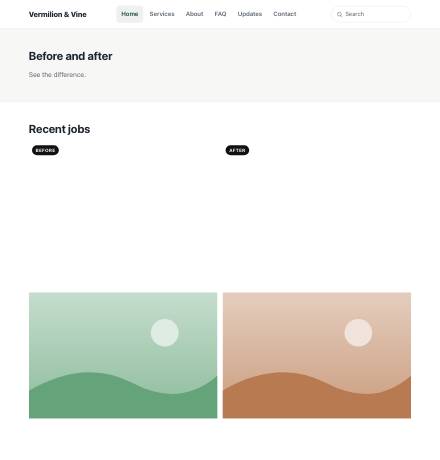 Vermilion & Vine
Home Services About FAQ Updates Contact Search
Before and after
See the difference.
Recent jobs
BEFORE AFTER